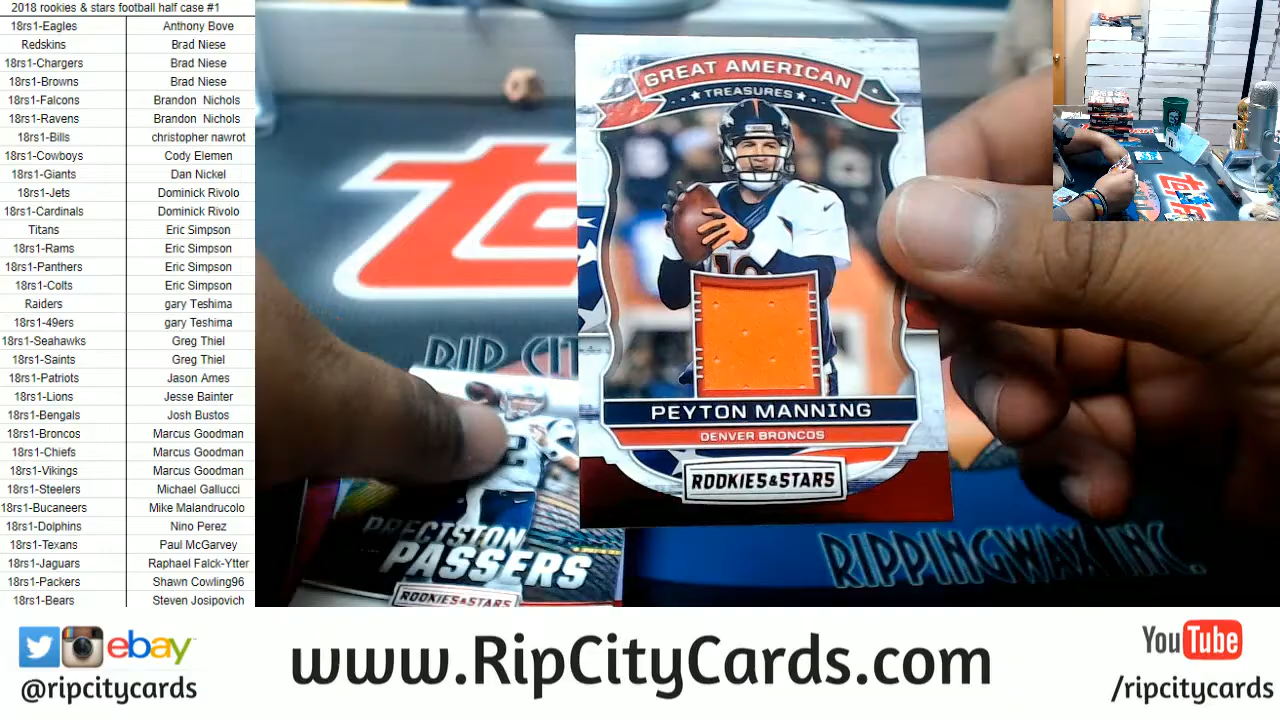 2018 rookies & stars football half case #1
18rs1-Eagles Anthony Bove
Redskins Brad Niese
18rs1-Chargers Brad Niese
18rs1-Browns Brad Niese
18rs1-Falcons Brandon Nichols
18rs1-Ravens Brandon Nichols
18rs1-Bills christopher nawrot
18rs1-Cowboys Cody Elemen
18rs1-Giants Dan Nickel
18rs1-Jets Dominick Rivolo
18rs1-Cardinals Dominick Rivolo
Titans Eric Simpson
18rs1-Rams Eric Simpson
18rs1-Panthers Eric Simpson
18rs1-Colts Eric Simpson
Raiders gary Teshima
18rs1-49ers gary Teshima
18rs1-Seahawks Greg Thiel
18rs1-Saints Greg Thiel
18rs1-Patriots Jason Ames
18rs1-Lions Jesse Bainter
18rs1-Bengals Josh Bustos
18rs1-Broncos Marcus Goodman
18rs1-Chiefs Marcus Goodman
18rs1-Vikings Marcus Goodman
18rs1-Steelers Michael Gallucci
18rs1-Bucaneers Mike Malandrucolo
18rs1-Dolphins Nino Perez
18rs1-Texans Paul McGarvey
18rs1-Jaguars Raphael Falck-Ytter
18rs1-Packers Shawn Cowling96
18rs1-Bears Steven Josipovich
GREAT AMERICAN
TREASURES
PEYTON MANNING
DENVER BRONCOS
ROOKIES & STARS
RIP CIT
PRECISION
PASSERS
ROOKIES & STARS
RIPPINGWAX INC.
ebay
@ripcitycards
www.RipCityCards.com
YouTube
/ripcitycards